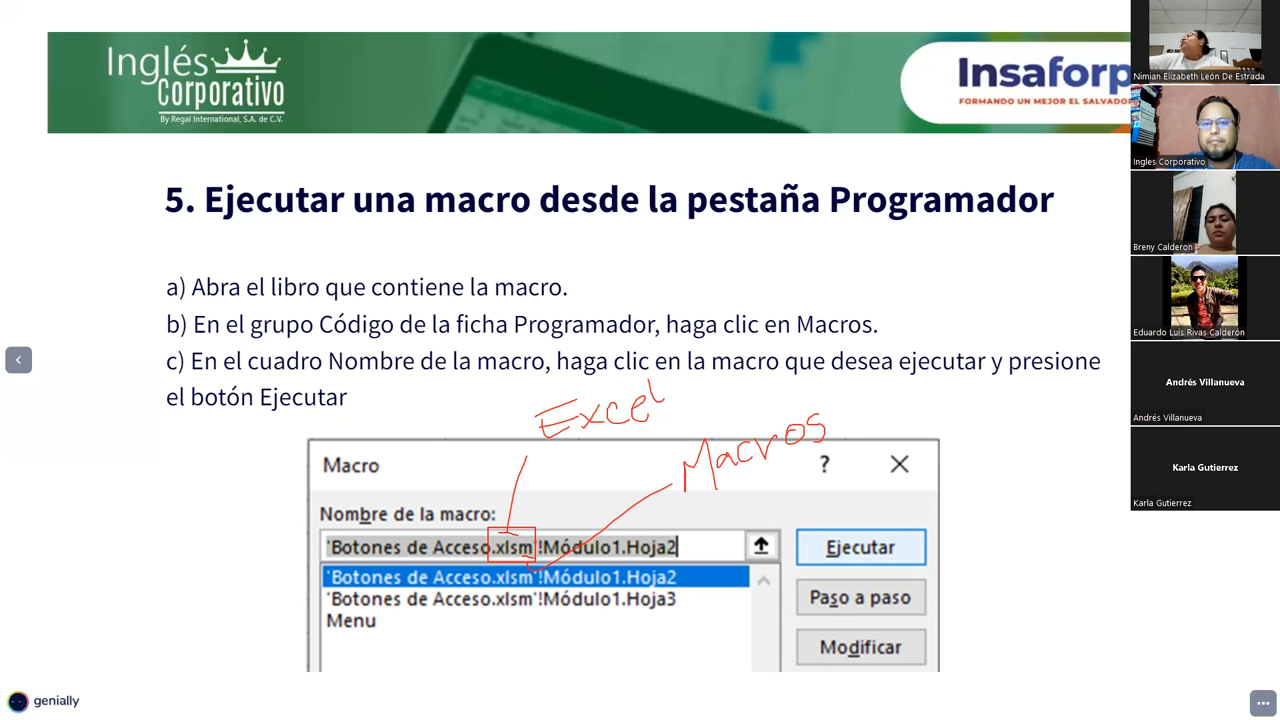 Inglés
Corporativo
By Regal International, S.A. de C.V.
Insaforp
FORMANDO UN MEJOR EL SALVADOR
5. Ejecutar una macro desde la pestaña Programador
a) Abra el libro que contiene la macro.
b) En el grupo Código de la ficha Programador, haga clic en Macros.
c) En el cuadro Nombre de la macro, haga clic en la macro que desea ejecutar y presione
el botón Ejecutar
Excel
Macros
Macro
?
Nombre de la macro:
'Botones de Acceso.xlsm'!Módulo1.Hoja2
Ejecutar
'Botones de Acceso.xlsm'!Módulo1.Hoja2
'Botones de Acceso.xlsm'!Módulo1.Hoja3
Paso a paso
Menu
Modificar
genially
Nimian Elizabeth León De Estrada
Ingles Corporativo
Breny Calderon
Eduardo Luis Rivas Calderón
Andrés Villanueva
Andrés Villanueva
Karla Gutierrez
Karla Gutierrez